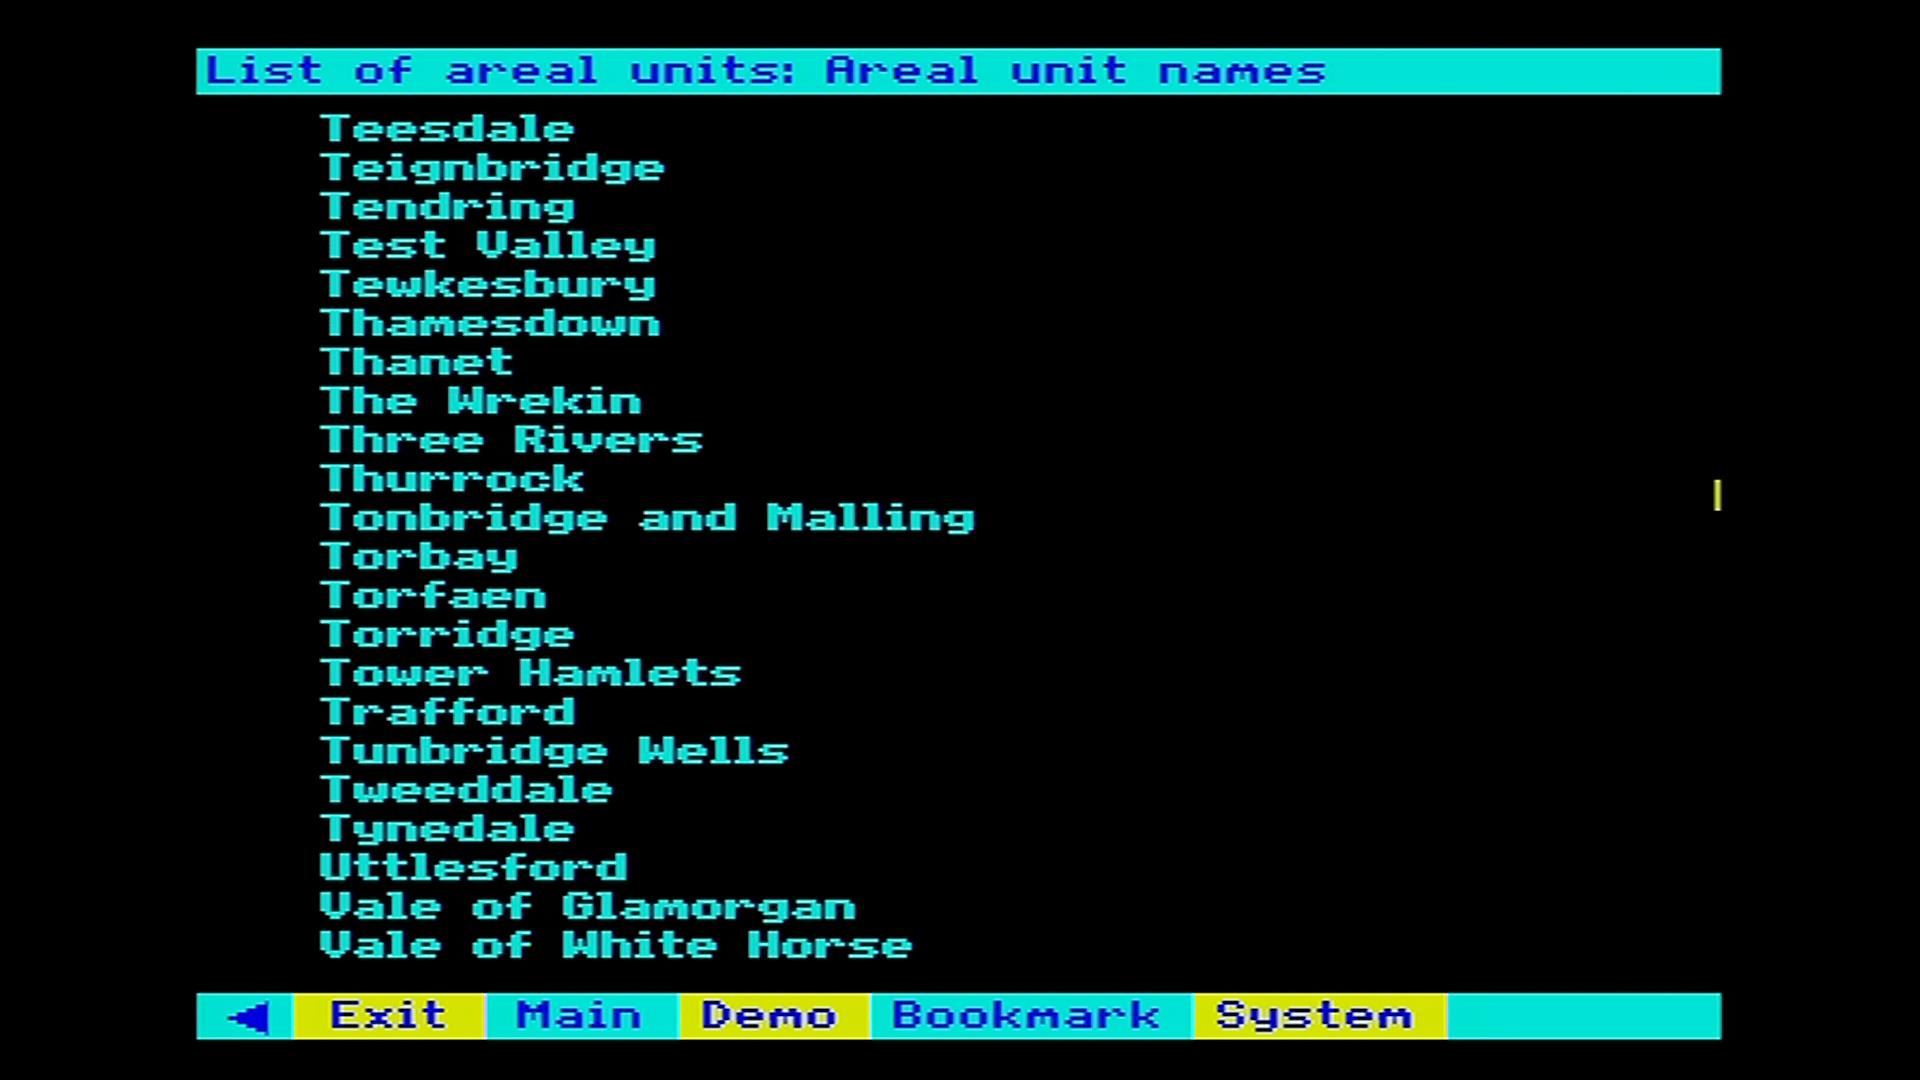 List of areal units: Areal unit names
Teesdale
Teignbridge
Tendring
Test Valley
Tewkesbury
Thamesdown
Thanet
The Wrekin
Three Rivers
Thurrock
Tonbridge and Malling
Torbay
Torfaen
Torridge
Tower Hamlets
Trafford
Tunbridge Wells
Tweeddale
Tynedale
Uttlesford
Vale of Glamorgan
Vale of White Horse
Exit Main Demo Bookmark System